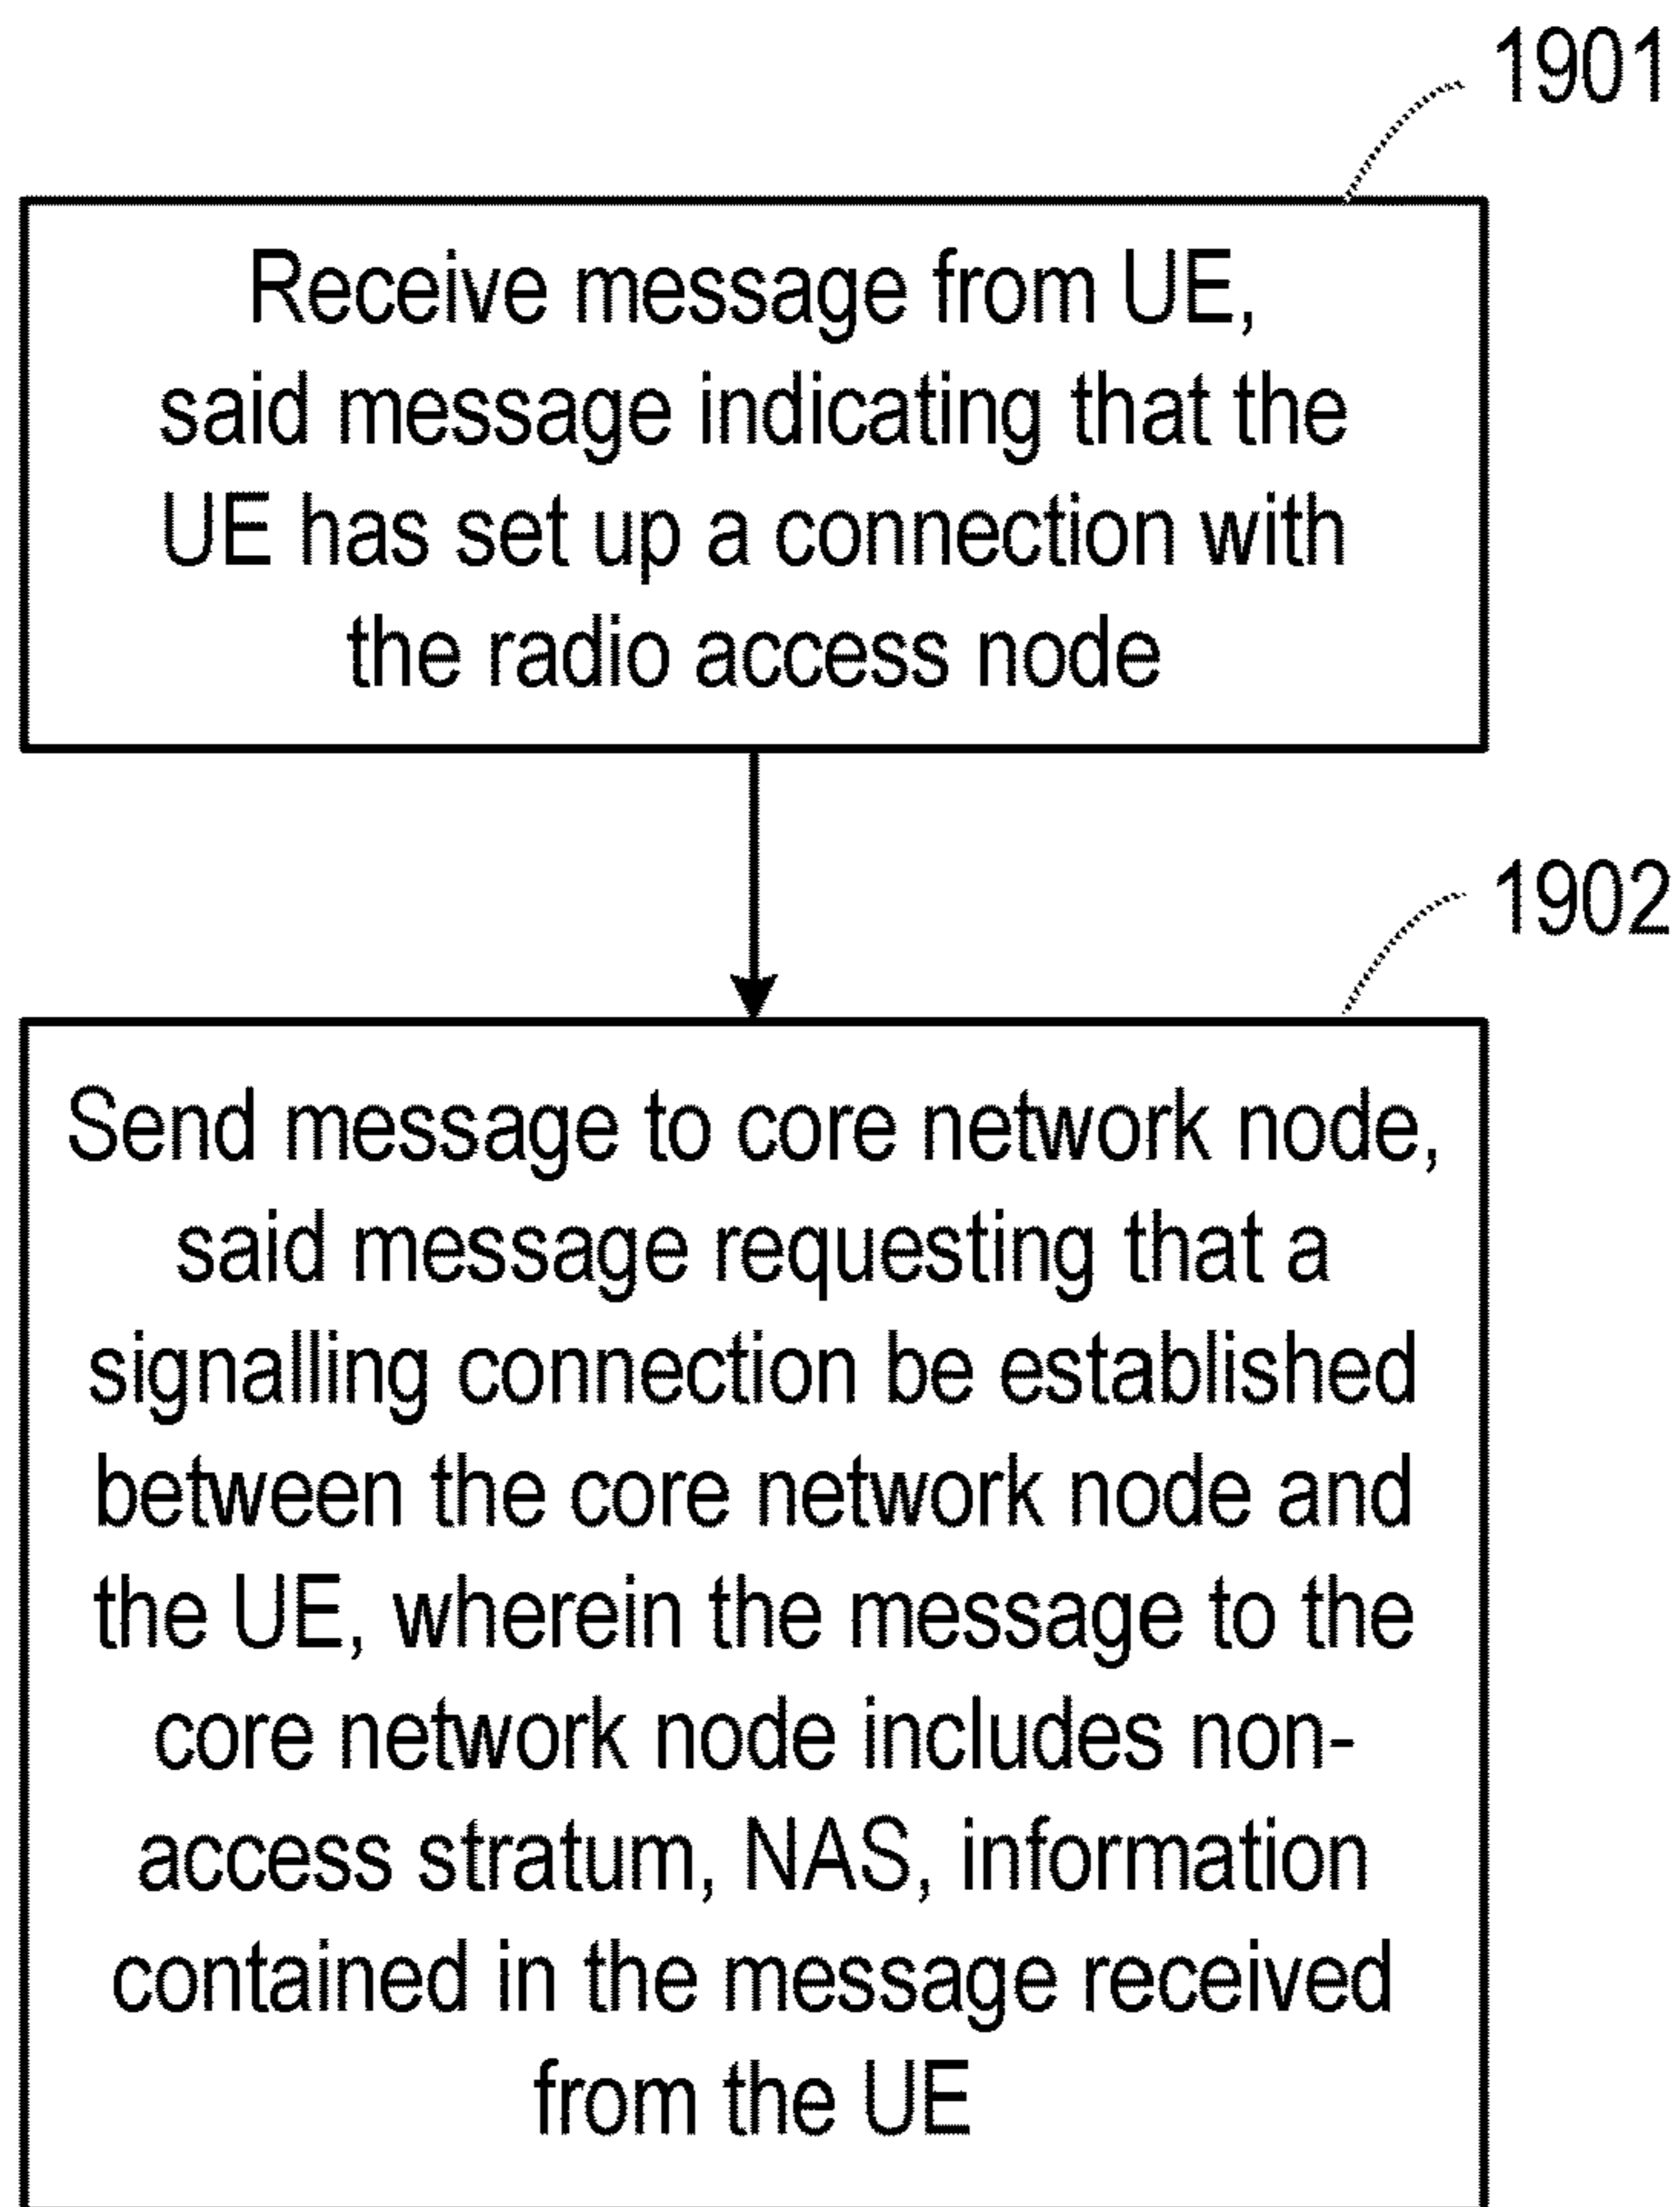 1901
Receive message from UE,
said message indicating that the
UE has set up a connection with
the radio access node
1902
Send message to core network node,
said message requesting that a
signalling connection be established
between the core network node and
the UE, wherein the message to the
core network node includes non-
access stratum, NAS, information
contained in the message received
from the UE